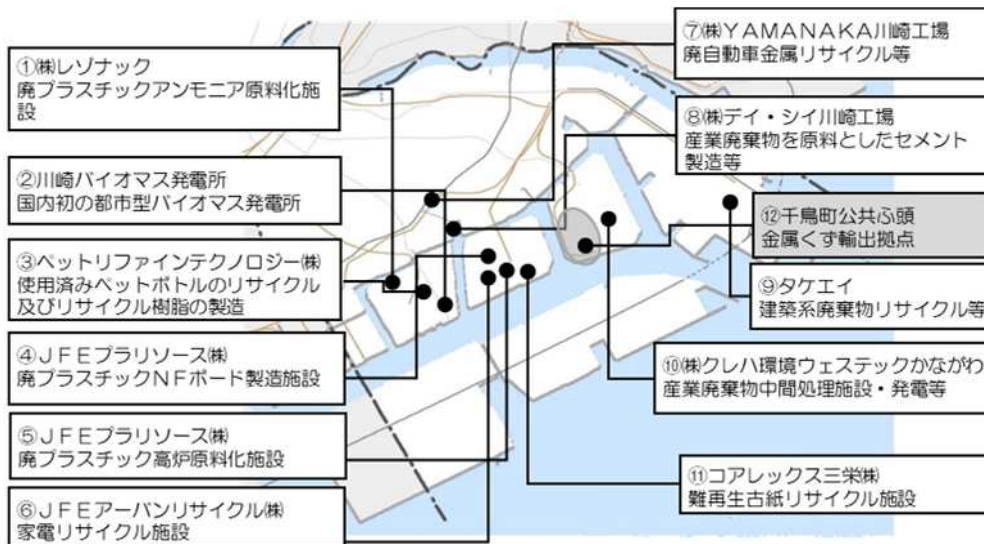 ①㈱レゾナック
廃プラスチックアンモニア原料化施
設
②川崎バイオマス発電所
国内初の都市型バイオマス発電所
③ペットリファインテクノロジー㈱
使用済みペットボトルのリサイクル
及びリサイクル樹脂の製造
④JFEプラリソース㈱
廃プラスチックNFボード製造施設
⑤JFEプラリソース㈱
廃プラスチック高炉原料化施設
⑥JFEアーバンリサイクル㈱
家電リサイクル施設
⑦㈱YAMANAKA川崎工場
廃自動車金属リサイクル等
⑧㈱デイ・シイ川崎工場
産業廃棄物を原料としたセメント
製造等
⑫千鳥町公共ふ頭
金属くず輸出拠点
⑨タケエイ
建築系廃棄物リサイクル等
⑩㈱クレハ環境ウェステックかながわ
産業廃棄物中間処理施設・発電等
⑪コアレックス三栄㈱
難再生古紙リサイクル施設